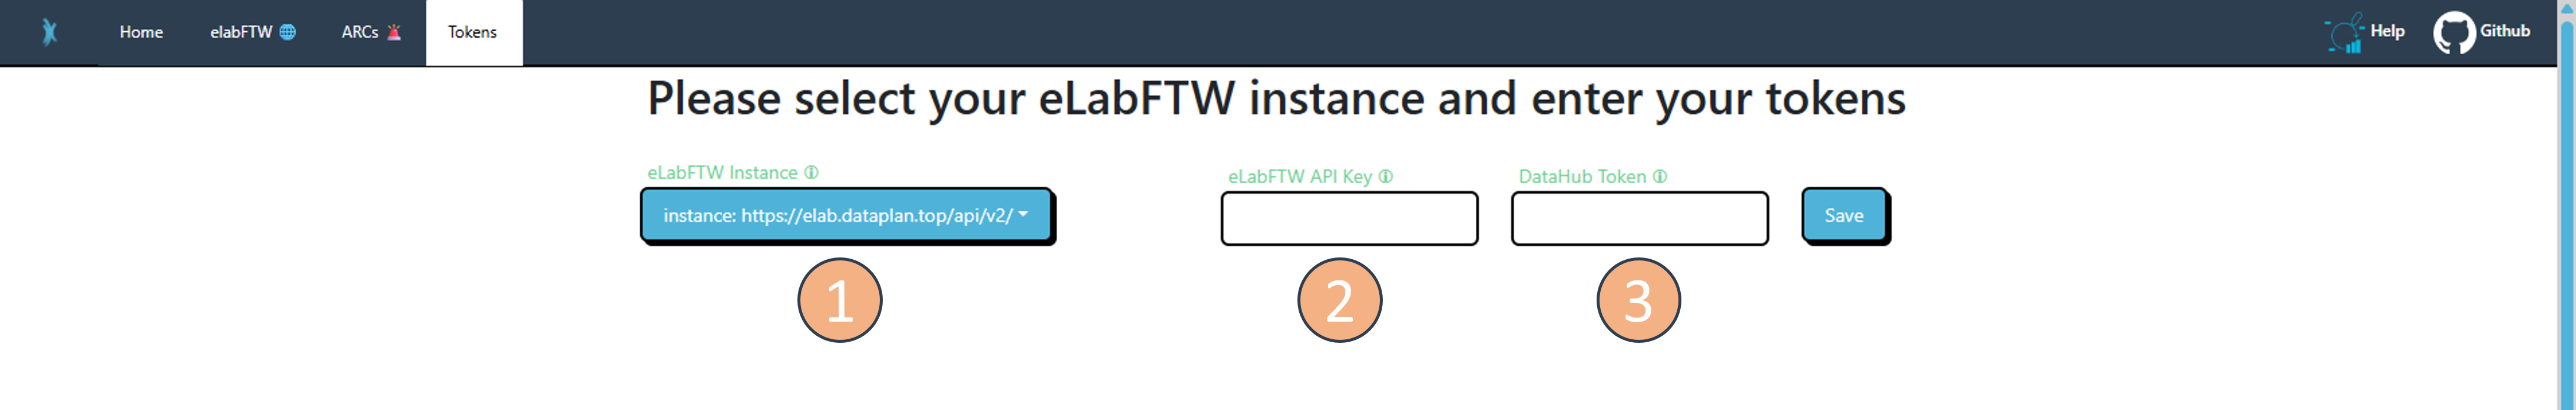 Home elabFTW ARCs Tokens Help Github
Please select your eLabFTW instance and enter your tokens
eLabFTW Instance eLabFTW API Key DataHub Token
instance: https://elab.dataplan.top/api/v2/ Save
1 2 3